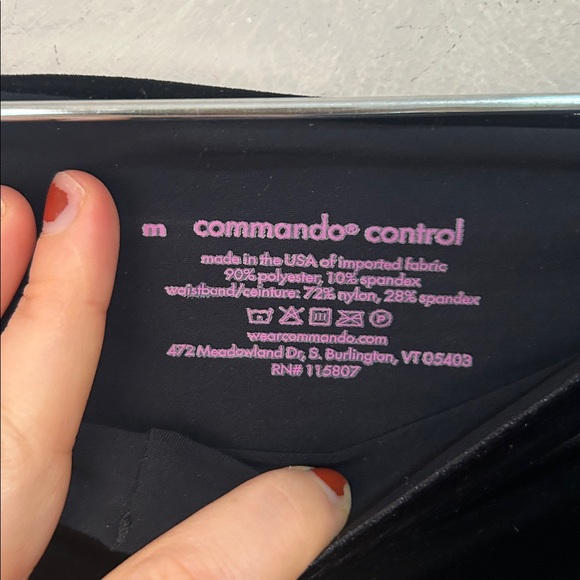 m commando® control
made in the USA of imported fabric
90% polyester, 10% spandex
waistband/ceinture: 72% nylon, 28% spandex
wearcommando.com
472 Meadowland Dr, S. Burlington, VT 05403
RN# 115807